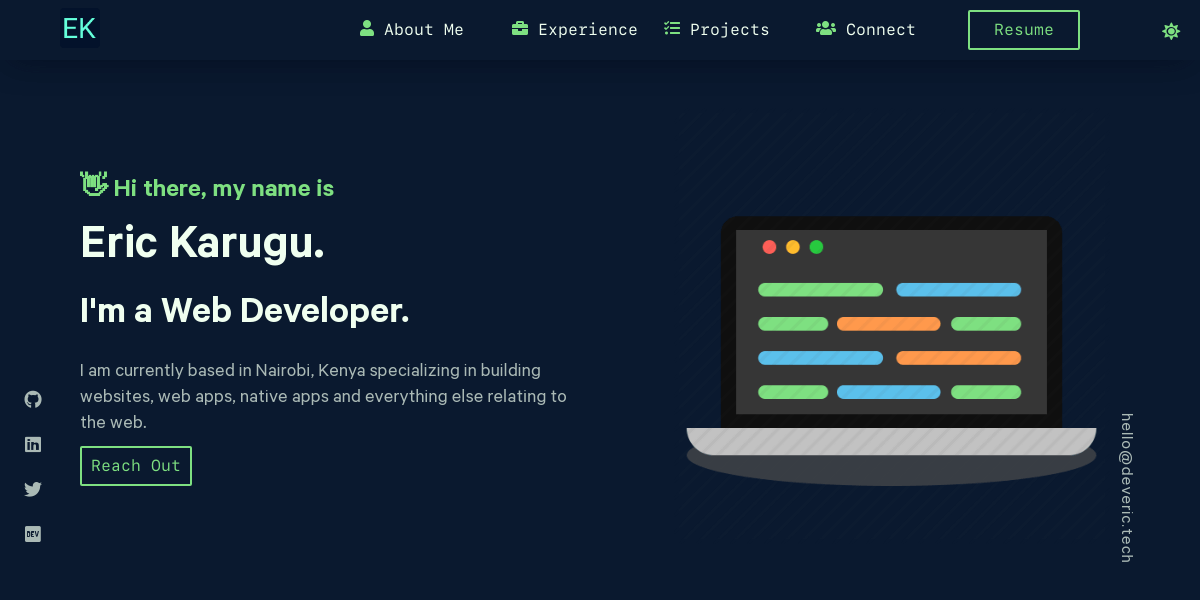 EK
About Me
Experience
Projects
Connect
Resume
Hi there, my name is
Eric Karugu.
I'm a Web Developer.
I am currently based in Nairobi, Kenya specializing in building
websites, web apps, native apps and everything else relating to
the web.
Reach Out
DEV
hello@deveric.tech